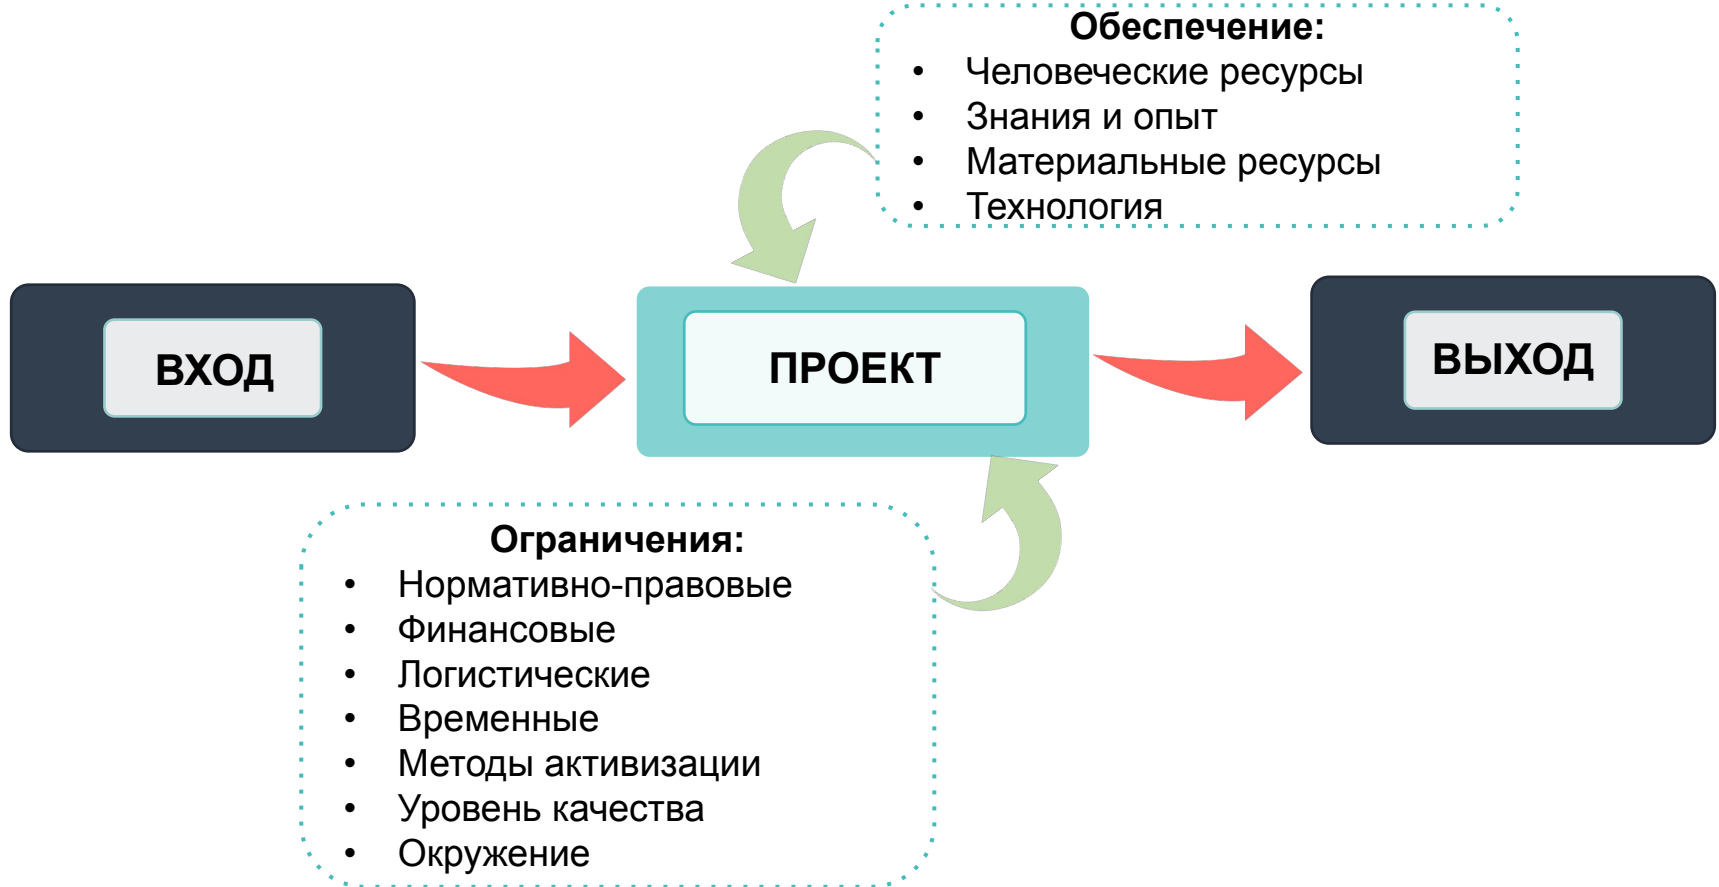 Обеспечение:
• Человеческие ресурсы
• Знания и опыт
• Материальные ресурсы
• Технология
ВХОД
ПРОЕКТ
ВЫХОД
Ограничения:
• Нормативно-правовые
• Финансовые
• Логистические
• Временные
• Методы активизации
• Уровень качества
• Окружение